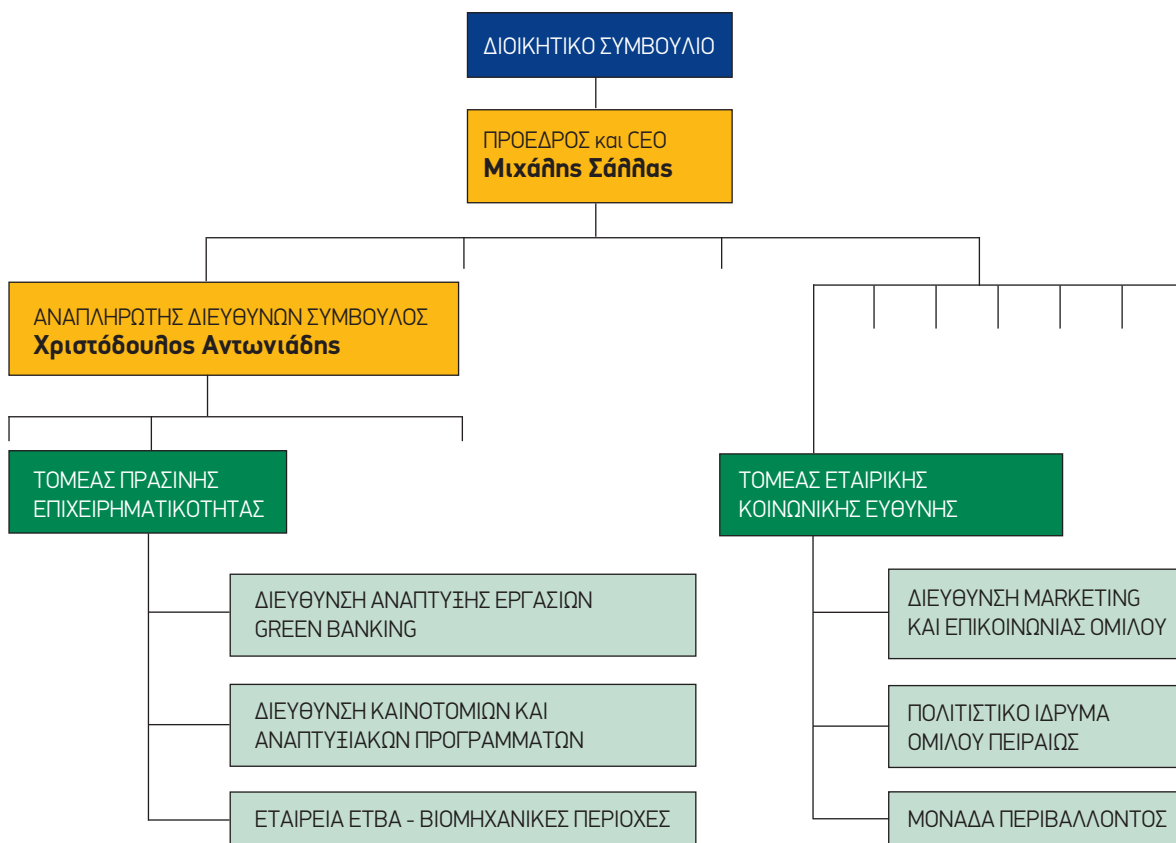 ΔΙΟΙΚΗΤΙΚΟ ΣΥΜΒΟΥΛΙΟ
ΠΡΟΕΔΡΟΣ και CEO
Μιχάλης Σάλλας
ΑΝΑΠΛΗΡΩΤΗΣ ΔΙΕΥΘΥΝΩΝ ΣΥΜΒΟΥΛΟΣ
Χριστόδουλος Αντωνιάδης
ΤΟΜΕΑΣ ΠΡΑΣΙΝΗΣ
ΕΠΙΧΕΙΡΗΜΑΤΙΚΟΤΗΤΑΣ
ΔΙΕΥΘΥΝΣΗ ΑΝΑΠΤΥΞΗΣ ΕΡΓΑΣΙΩΝ
GREEN BANKING
ΔΙΕΥΘΥΝΣΗ ΚΑΙΝΟΤΟΜΙΩΝ ΚΑΙ
ΑΝΑΠΤΥΞΙΑΚΩΝ ΠΡΟΓΡΑΜΜΑΤΩΝ
ΕΤΑΙΡΕΙΑ ΕΤΒΑ - ΒΙΟΜΗΧΑΝΙΚΕΣ ΠΕΡΙΟΧΕΣ
ΤΟΜΕΑΣ ΕΤΑΙΡΙΚΗΣ
ΚΟΙΝΩΝΙΚΗΣ ΕΥΘΥΝΗΣ
ΔΙΕΥΘΥΝΣΗ MARKETING
ΚΑΙ ΕΠΙΚΟΙΝΩΝΙΑΣ ΟΜΙΛΟΥ
ΠΟΛΙΤΙΣΤΙΚΟ ΙΔΡΥΜΑ
ΟΜΙΛΟΥ ΠΕΙΡΑΙΩΣ
ΜΟΝΑΔΑ ΠΕΡΙΒΑΛΛΟΝΤΟΣ